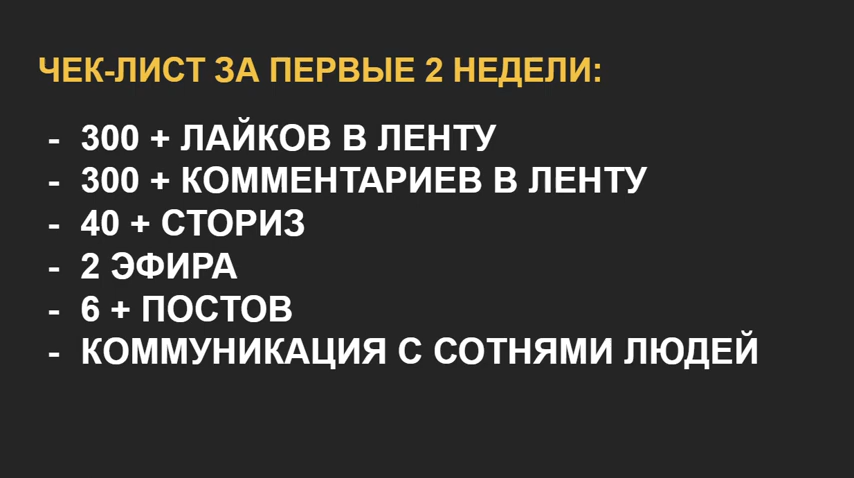 ЧЕК-ЛИСТ ЗА ПЕРВЫЕ 2 НЕДЕЛИ:
- 300 + ЛАЙКОВ В ЛЕНТУ
- 300 + КОММЕНТАРИЕВ В ЛЕНТУ
- 40 + СТОРИЗ
- 2 ЭФИРА
- 6 + ПОСТОВ
- КОММУНИКАЦИЯ С СОТНЯМИ ЛЮДЕЙ